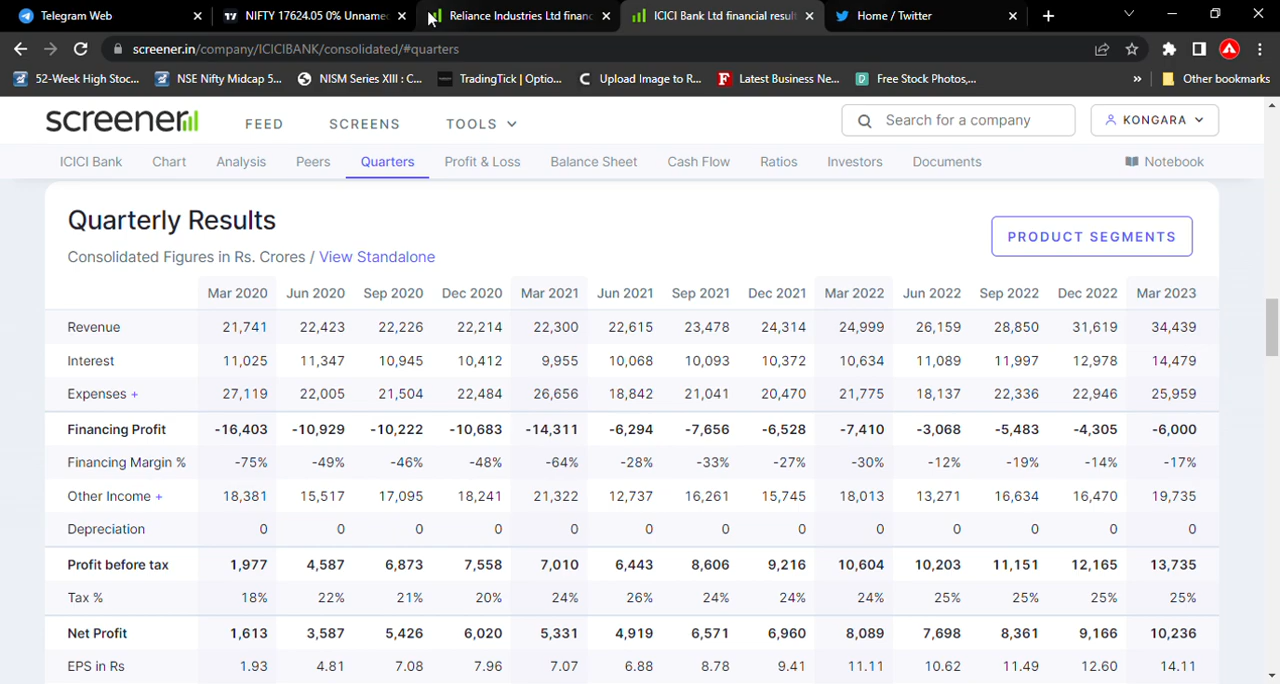 Telegram Web NIFTY 17624.05 0% Unname Reliance Industries Ltd financ ICICI Bank Ltd financial result Home / Twitter
screener.in/company/ICICIBANK/consolidated/#quarters
52-Week High Stoc... NSE Nifty Midcap 5... NISM Series XIII : C... TradingTick | Optio... Upload Image to R... Latest Business Ne... Free Stock Photos,... » Other bookmarks
screener FEED SCREENS TOOLS Search for a company KONGARA
ICICI Bank Chart Analysis Peers Quarters Profit & Loss Balance Sheet Cash Flow Ratios Investors Documents Notebook
Quarterly Results
PRODUCT SEGMENTS
Consolidated Figures in Rs. Crores / View Standalone
Mar 2020 Jun 2020 Sep 2020 Dec 2020 Mar 2021 Jun 2021 Sep 2021 Dec 2021 Mar 2022 Jun 2022 Sep 2022 Dec 2022 Mar 2023
Revenue 21,741 22,423 22,226 22,214 22,300 22,615 23,478 24,314 24,999 26,159 28,850 31,619 34,439
Interest 11,025 11,347 10,945 10,412 9,955 10,068 10,093 10,372 10,634 11,089 11,997 12,978 14,479
Expenses + 27,119 22,005 21,504 22,484 26,656 18,842 21,041 20,470 21,775 18,137 22,336 22,946 25,959
Financing Profit -16,403 -10,929 -10,222 -10,683 -14,311 -6,294 -7,656 -6,528 -7,410 -3,068 -5,483 -4,305 -6,000
Financing Margin % -75% -49% -46% -48% -64% -28% -33% -27% -30% -12% -19% -14% -17%
Other Income + 18,381 15,517 17,095 18,241 21,322 12,737 16,261 15,745 18,013 13,271 16,634 16,470 19,735
Depreciation 0 0 0 0 0 0 0 0 0 0 0 0 0
Profit before tax 1,977 4,587 6,873 7,558 7,010 6,443 8,606 9,216 10,604 10,203 11,151 12,165 13,735
Tax % 18% 22% 21% 20% 24% 26% 24% 24% 24% 25% 25% 25% 25%
Net Profit 1,613 3,587 5,426 6,020 5,331 4,919 6,571 6,960 8,089 7,698 8,361 9,166 10,236
EPS in Rs 1.93 4.81 7.08 7.96 7.07 6.88 8.78 9.41 11.11 10.62 11.49 12.60 14.11